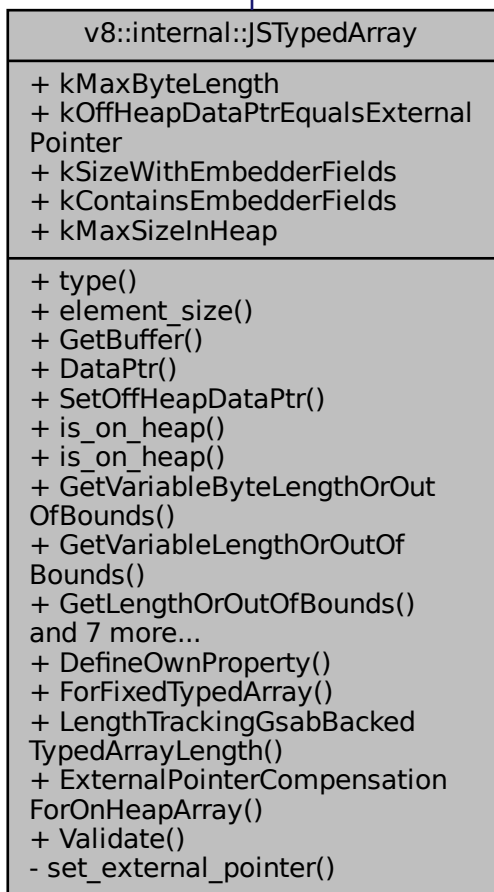 v8::internal::JSTypedArray
+ kMaxByteLength
+ kOffHeapDataPtrEqualsExternal
Pointer
+ kSizeWithEmbedderFields
+ kContainsEmbedderFields
+ kMaxSizeInHeap
+ type()
+ element_size()
+ GetBuffer()
+ DataPtr()
+ SetOffHeapDataPtr()
+ is_on_heap()
+ is_on_heap()
+ GetVariableByteLengthOrOut
OfBounds()
+ GetVariableLengthOrOutOf
Bounds()
+ GetLengthOrOutOfBounds()
and 7 more...
+ DefineOwnProperty()
+ ForFixedTypedArray()
+ LengthTrackingGsabBacked
TypedArrayLength()
+ ExternalPointerCompensation
ForOnHeapArray()
+ Validate()
- set_external_pointer()